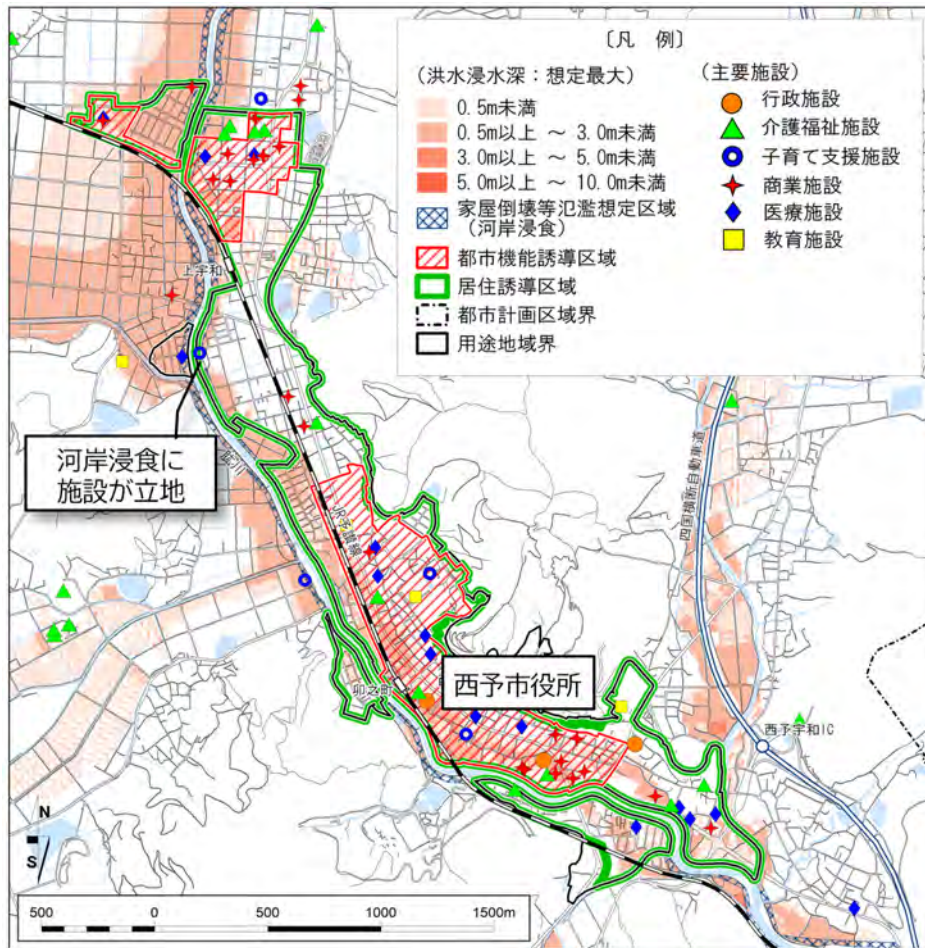 〔凡 例〕
(洪水浸水深：想定最大)
0.5m未満
0.5m以上 ～ 3.0m未満
3.0m以上 ～ 5.0m未満
5.0m以上 ～ 10.0m未満
家屋倒壊等氾濫想定区域
(河岸浸食)
都市機能誘導区域
居住誘導区域
都市計画区域界
用途地域界
(主要施設)
行政施設
介護福祉施設
子育て支援施設
商業施設
医療施設
教育施設
上宇和
河岸浸食に
施設が立地
JR予讃線
四国横断自動車道
西予市役所
卯之町
西予宇和IC
N
S
500
0
500
1000
1500m